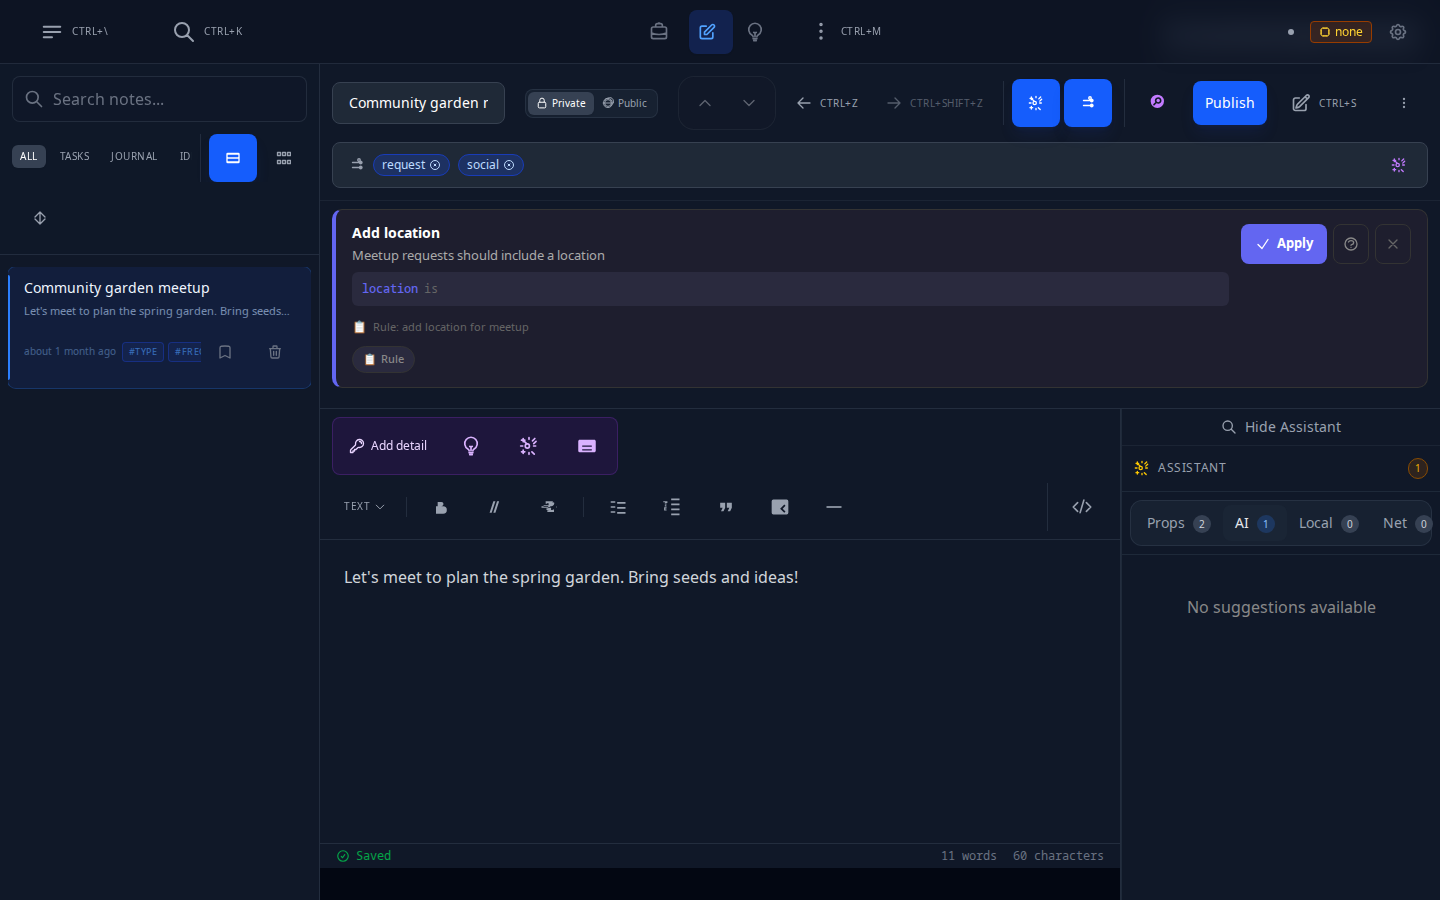 CTRL+\
CTRL+K
CTRL+M
none
Search notes...
ALL TASKS JOURNAL ID
Community garden meetup
Let's meet to plan the spring garden. Bring seeds...
about 1 month ago #TYPE
Community garden r
Private Public
CTRL+Z
CTRL+SHIFT+Z
Publish
CTRL+S
request
social
Add location
Meetup requests should include a location
location is
Rule: add location for meetup
Rule
Apply
Add detail
TEXT
Let's meet to plan the spring garden. Bring seeds and ideas!
Saved
11 words 60 characters
Hide Assistant
ASSISTANT 1
Props 2 AI 1 Local 0 Net 0
No suggestions available